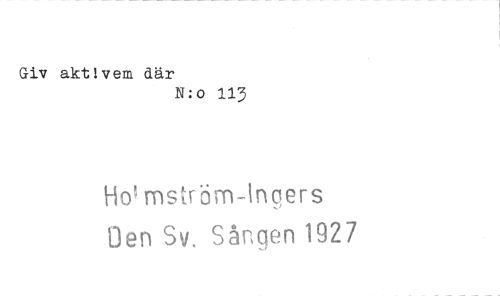 Giv akt!vem där
N:o 113
Holmström-Ingers
Den Sv. Sången 1927